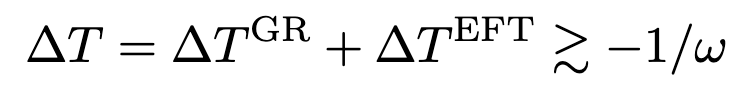 ΔT = ΔT^GR + ΔT^EFT ≳ −1/ω